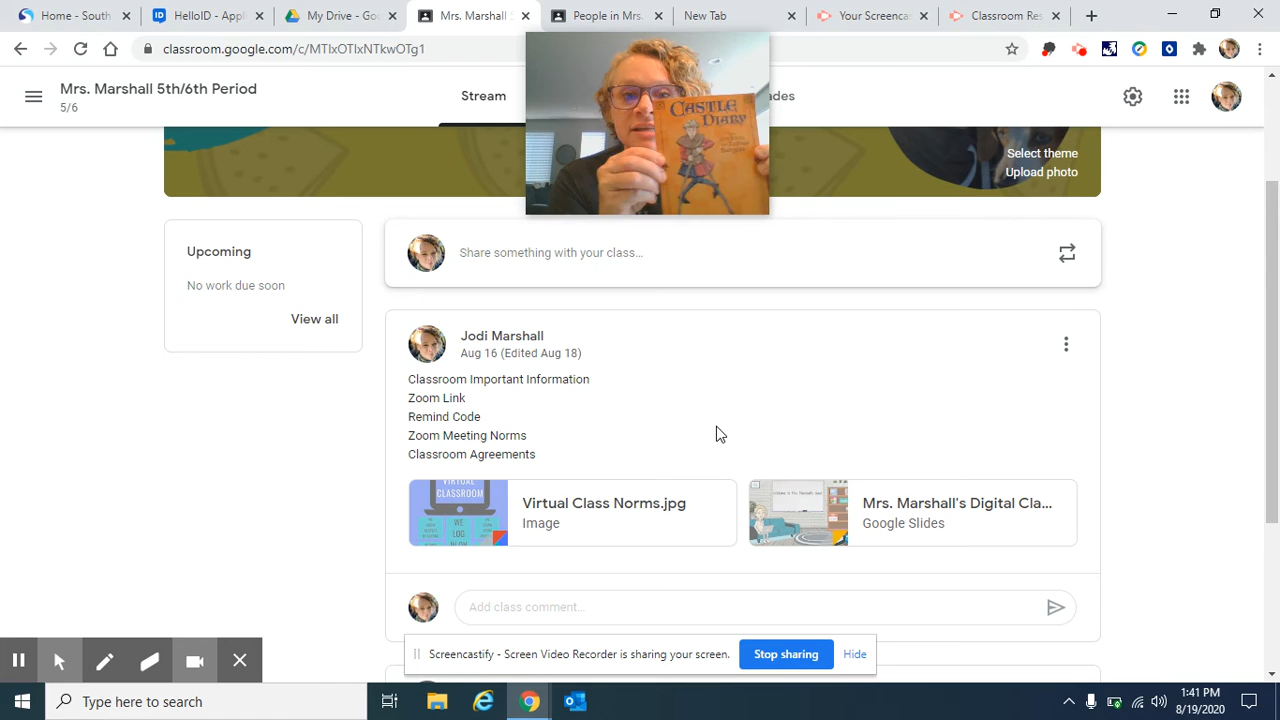 Home - South
HelloID - Appl
My Drive - Goo
Mrs. Marshall
People in Mrs.
New Tab
Your Screencas
Classroom Res
classroom.google.com/c/MTIxOTIxNTkwOTg1
Mrs. Marshall 5th/6th Period
5/6
Stream
ades
CASTLE
DIARY
Select theme
Upload photo
Upcoming
No work due soon
View all
Share something with your class...
Jodi Marshall
Aug 16 (Edited Aug 18)
Classroom Important Information
Zoom Link
Remind Code
Zoom Meeting Norms
Classroom Agreements
VIRTUAL
CLASSROOM
WE
LOG
Virtual Class Norms.jpg
Image
Mrs. Marshall's Digital Cla...
Google Slides
Add class comment...
Screencastify - Screen Video Recorder is sharing your screen.
Stop sharing
Hide
Type here to search
1:41 PM
8/19/2020